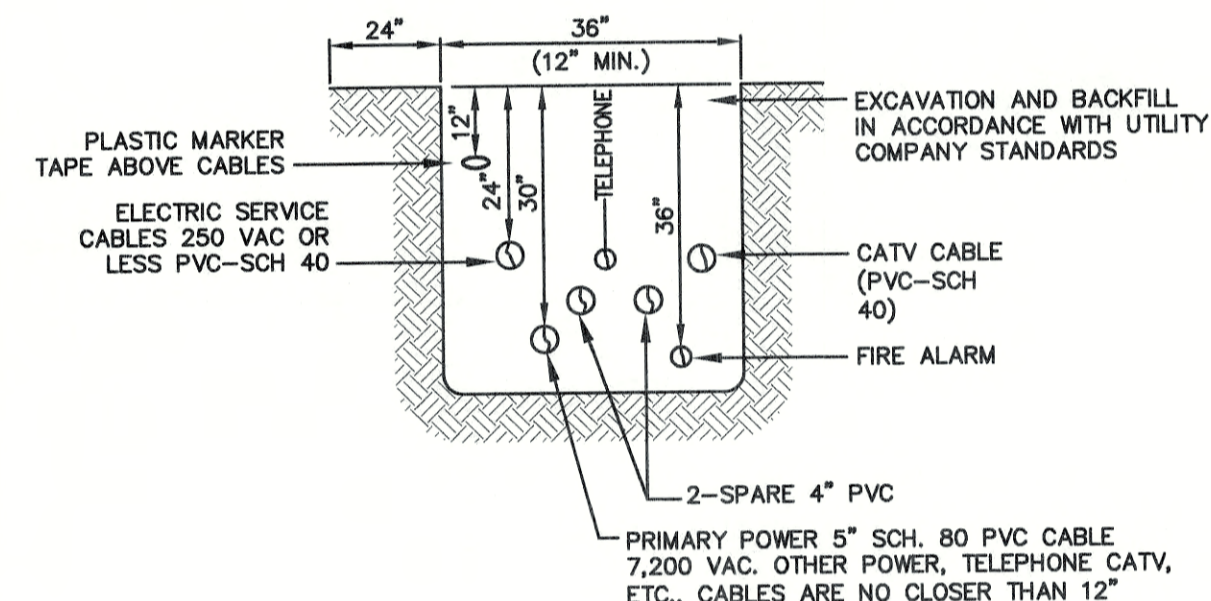 24"
36"
(12" MIN.)
PLASTIC MARKER
TAPE ABOVE CABLES
12"
24"
30"
TELEPHONE
36"
EXCAVATION AND BACKFILL
IN ACCORDANCE WITH UTILITY
COMPANY STANDARDS
ELECTRIC SERVICE
CABLES 250 VAC OR
LESS PVC-SCH 40
CATV CABLE
(PVC-SCH
40)
FIRE ALARM
2-SPARE 4" PVC
PRIMARY POWER 5" SCH. 80 PVC CABLE
7,200 VAC. OTHER POWER, TELEPHONE CATV,
ETC., CABLES ARE NO CLOSER THAN 12"